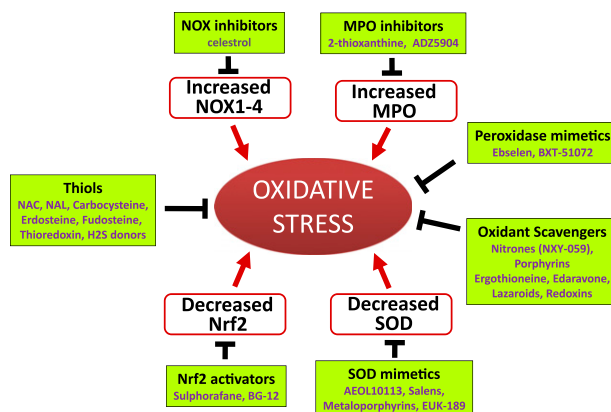 NOX inhibitors
celestrol
MPO inhibitors
2-thioxanthine, ADZ5904
Increased
NOX1-4
Increased
MPO
Peroxidase mimetics
Ebselen, BXT-51072
Thiols
NAC, NAL, Carbocysteine,
Erdosteine, Fudosteine,
Thioredoxin, H2S donors
OXIDATIVE
STRESS
Oxidant Scavengers
Nitrones (NXY-059),
Porphyrins
Ergothioneine, Edaravone,
Lazaroids, Redoxins
Decreased
Nrf2
Decreased
SOD
Nrf2 activators
Sulphorafane, BG-12
SOD mimetics
AEOL10113, Salens,
Metaloporphyrins, EUK-189